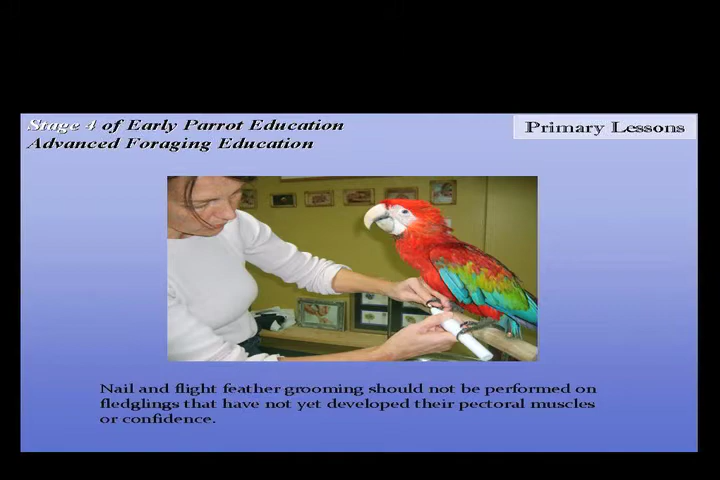 Stage 4 of Early Parrot Education
Advanced Foraging Education
Primary Lessons
Nail and flight feather grooming should not be performed on
fledglings that have not yet developed their pectoral muscles
or confidence.